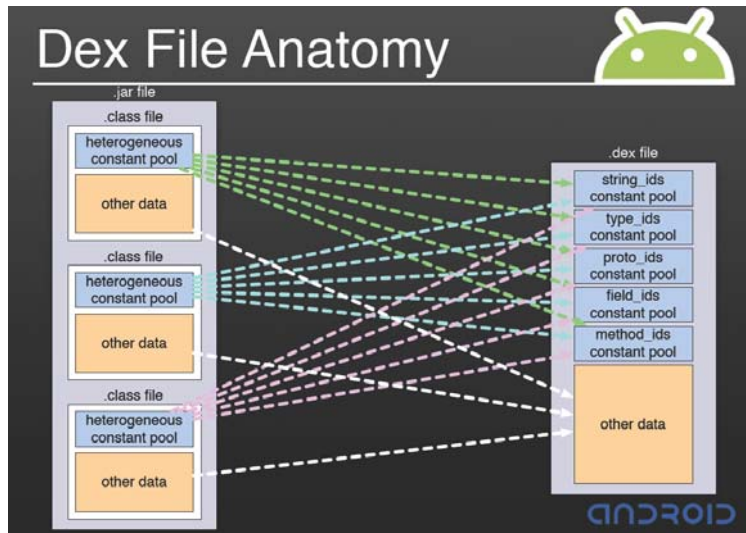 Dex File Anatomy
.jar file
.class file
heterogeneous
constant pool
other data
.class file
heterogeneous
constant pool
other data
.class file
heterogeneous
constant pool
other data
.dex file
string_ids
constant pool
type_ids
constant pool
proto_ids
constant pool
field_ids
constant pool
method_ids
constant pool
other data
ANDROID